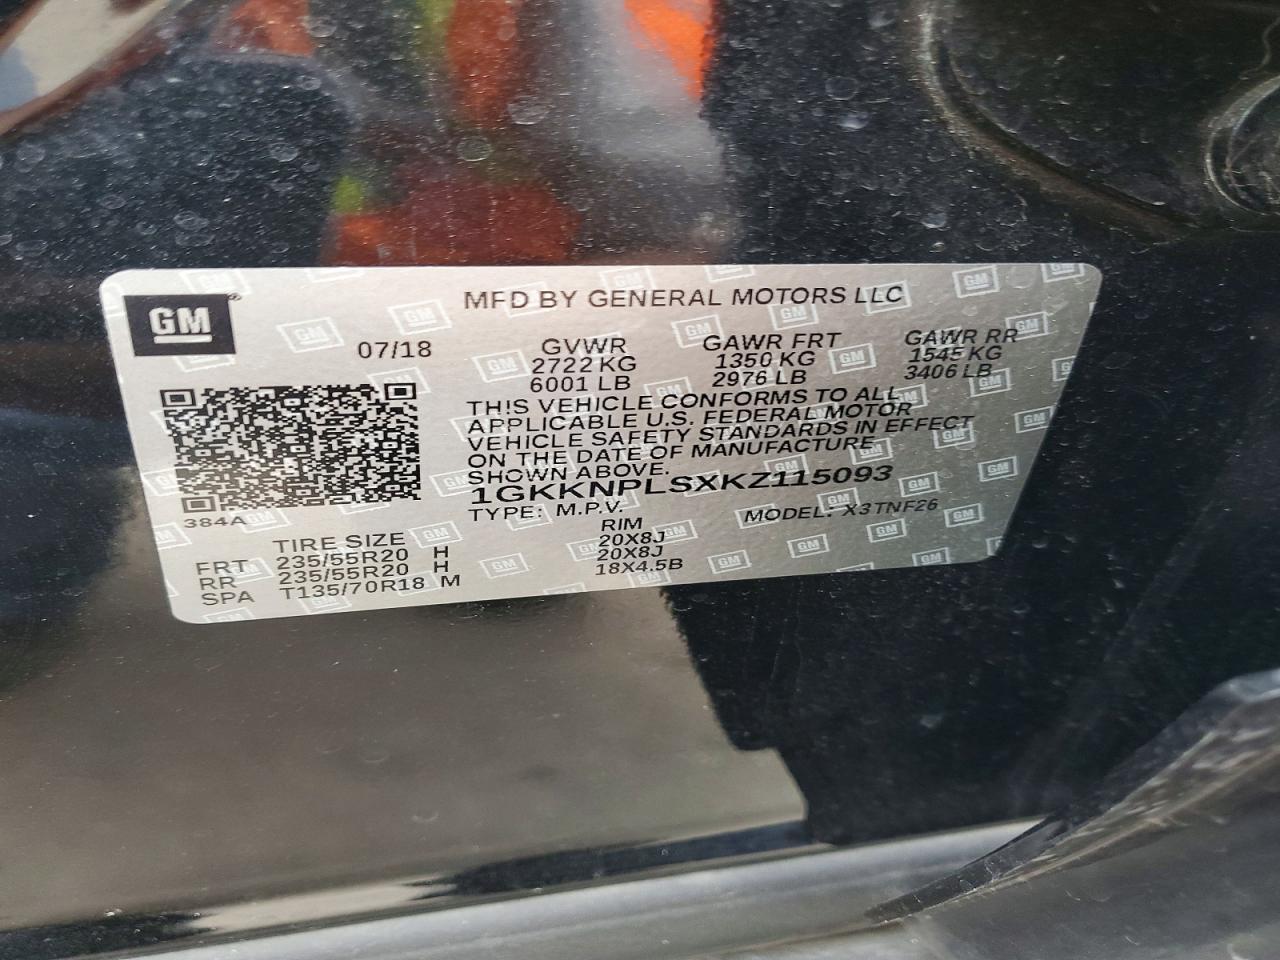 GM
MFD BY GENERAL MOTORS LLC
07/18
GVWR GAWR FRT GAWR RR
2722 KG 1350 KG 1545 KG
6001 LB 2976 LB 3406 LB
THIS VEHICLE CONFORMS TO ALL
APPLICABLE U.S. FEDERAL MOTOR
VEHICLE SAFETY STANDARDS IN EFFECT
ON THE DATE OF MANUFACTURE
SHOWN ABOVE.
1GKKNPLSXKZ115093
TYPE: M.P.V. MODEL: X3TNF26
384A
TIRE SIZE RIM
FRT 235/55R20 H 20X8J
RR 235/55R20 H 20X8J
SPA T135/70R18 M 18X4.5B